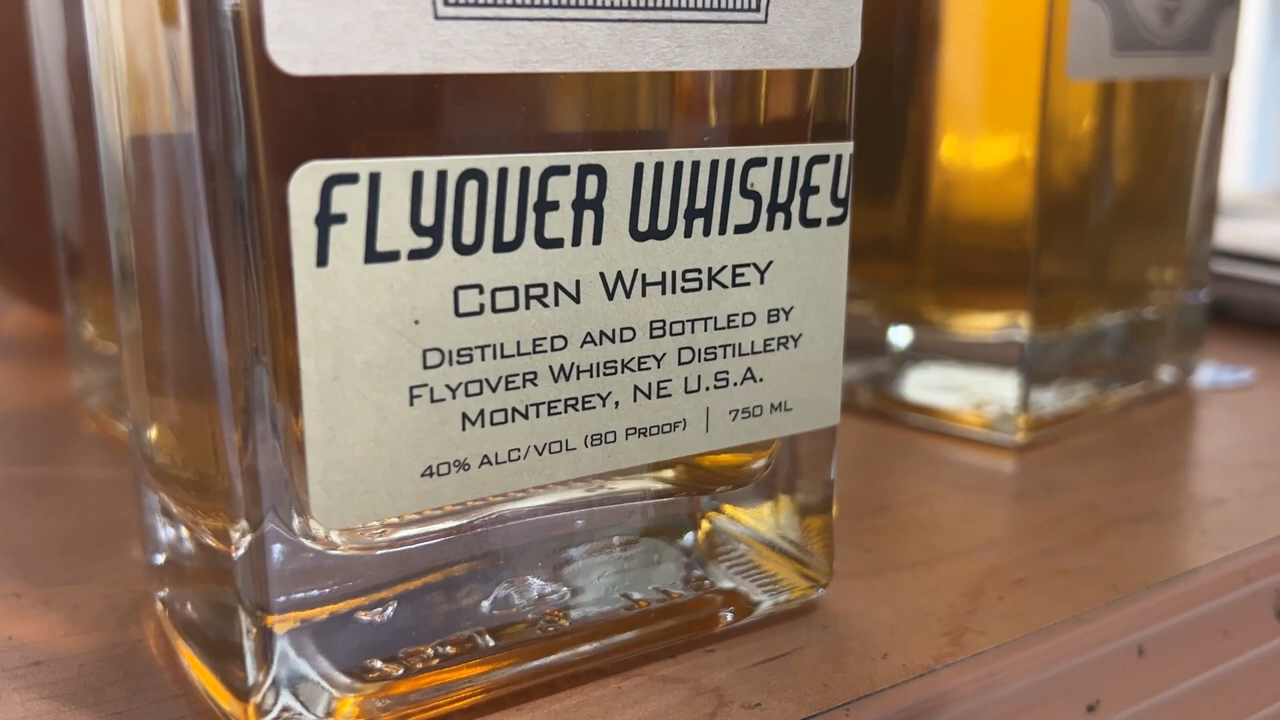 FLYOVER WHISKEY
CORN WHISKEY
DISTILLED AND BOTTLED BY
FLYOVER WHISKEY DISTILLERY
MONTEREY, NE U.S.A.
40% ALC/VOL (80 PROOF) | 750 ML